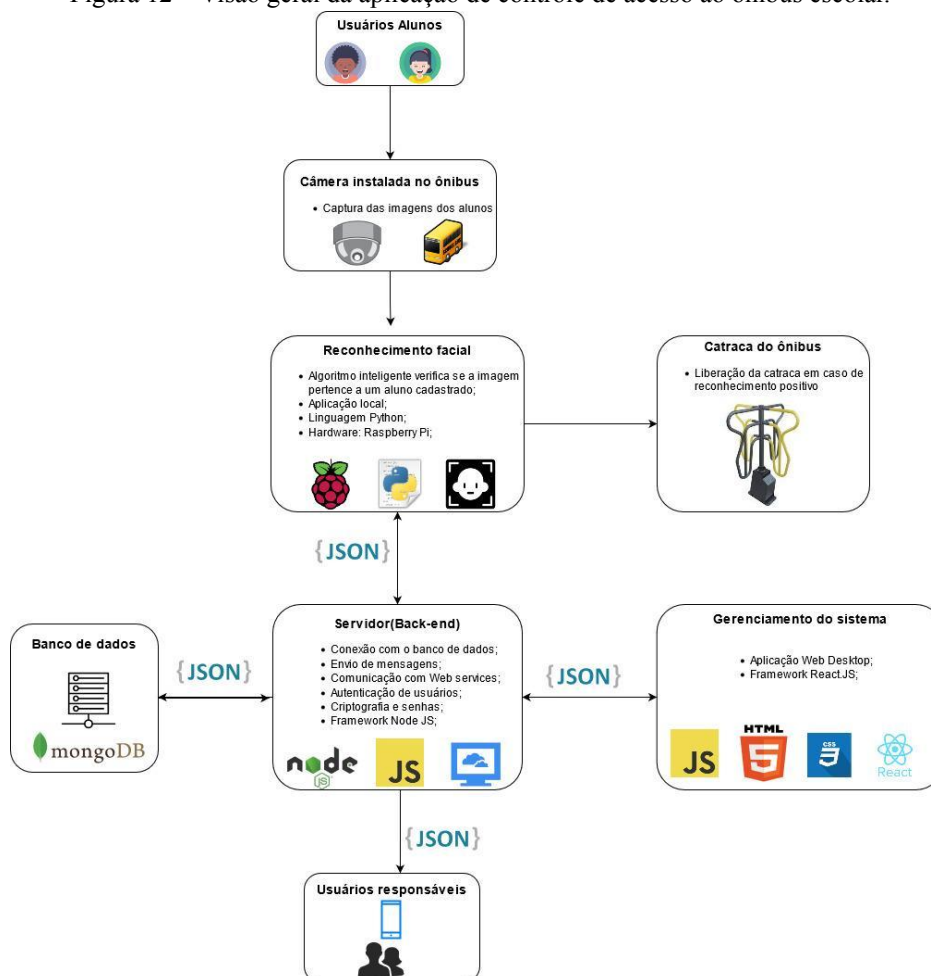 Figura 12 – Visão geral da aplicação de controle de acesso ao ônibus escolar.
Usuários Alunos
Câmera instalada no ônibus
• Captura das imagens dos alunos
Reconhecimento facial
• Algoritmo inteligente verifica se a imagem
pertence a um aluno cadastrado;
• Aplicação local;
• Linguagem Python;
• Hardware: Raspberry Pi;
Catraca do ônibus
• Liberação da catraca em caso de
reconhecimento positivo
{JSON}
Banco de dados
mongoDB
{JSON}
Servidor(Back-end)
• Conexão com o banco de dados;
• Envio de mensagens;
• Comunicação com Web services;
• Autenticação de usuários;
• Criptografia e senhas;
• Framework Node JS;
node
JS
JS
{JSON}
Gerenciamento do sistema
• Aplicação Web Desktop;
• Framework React.JS;
JS
HTML
5
CSS
3
React
{JSON}
Usuários responsáveis